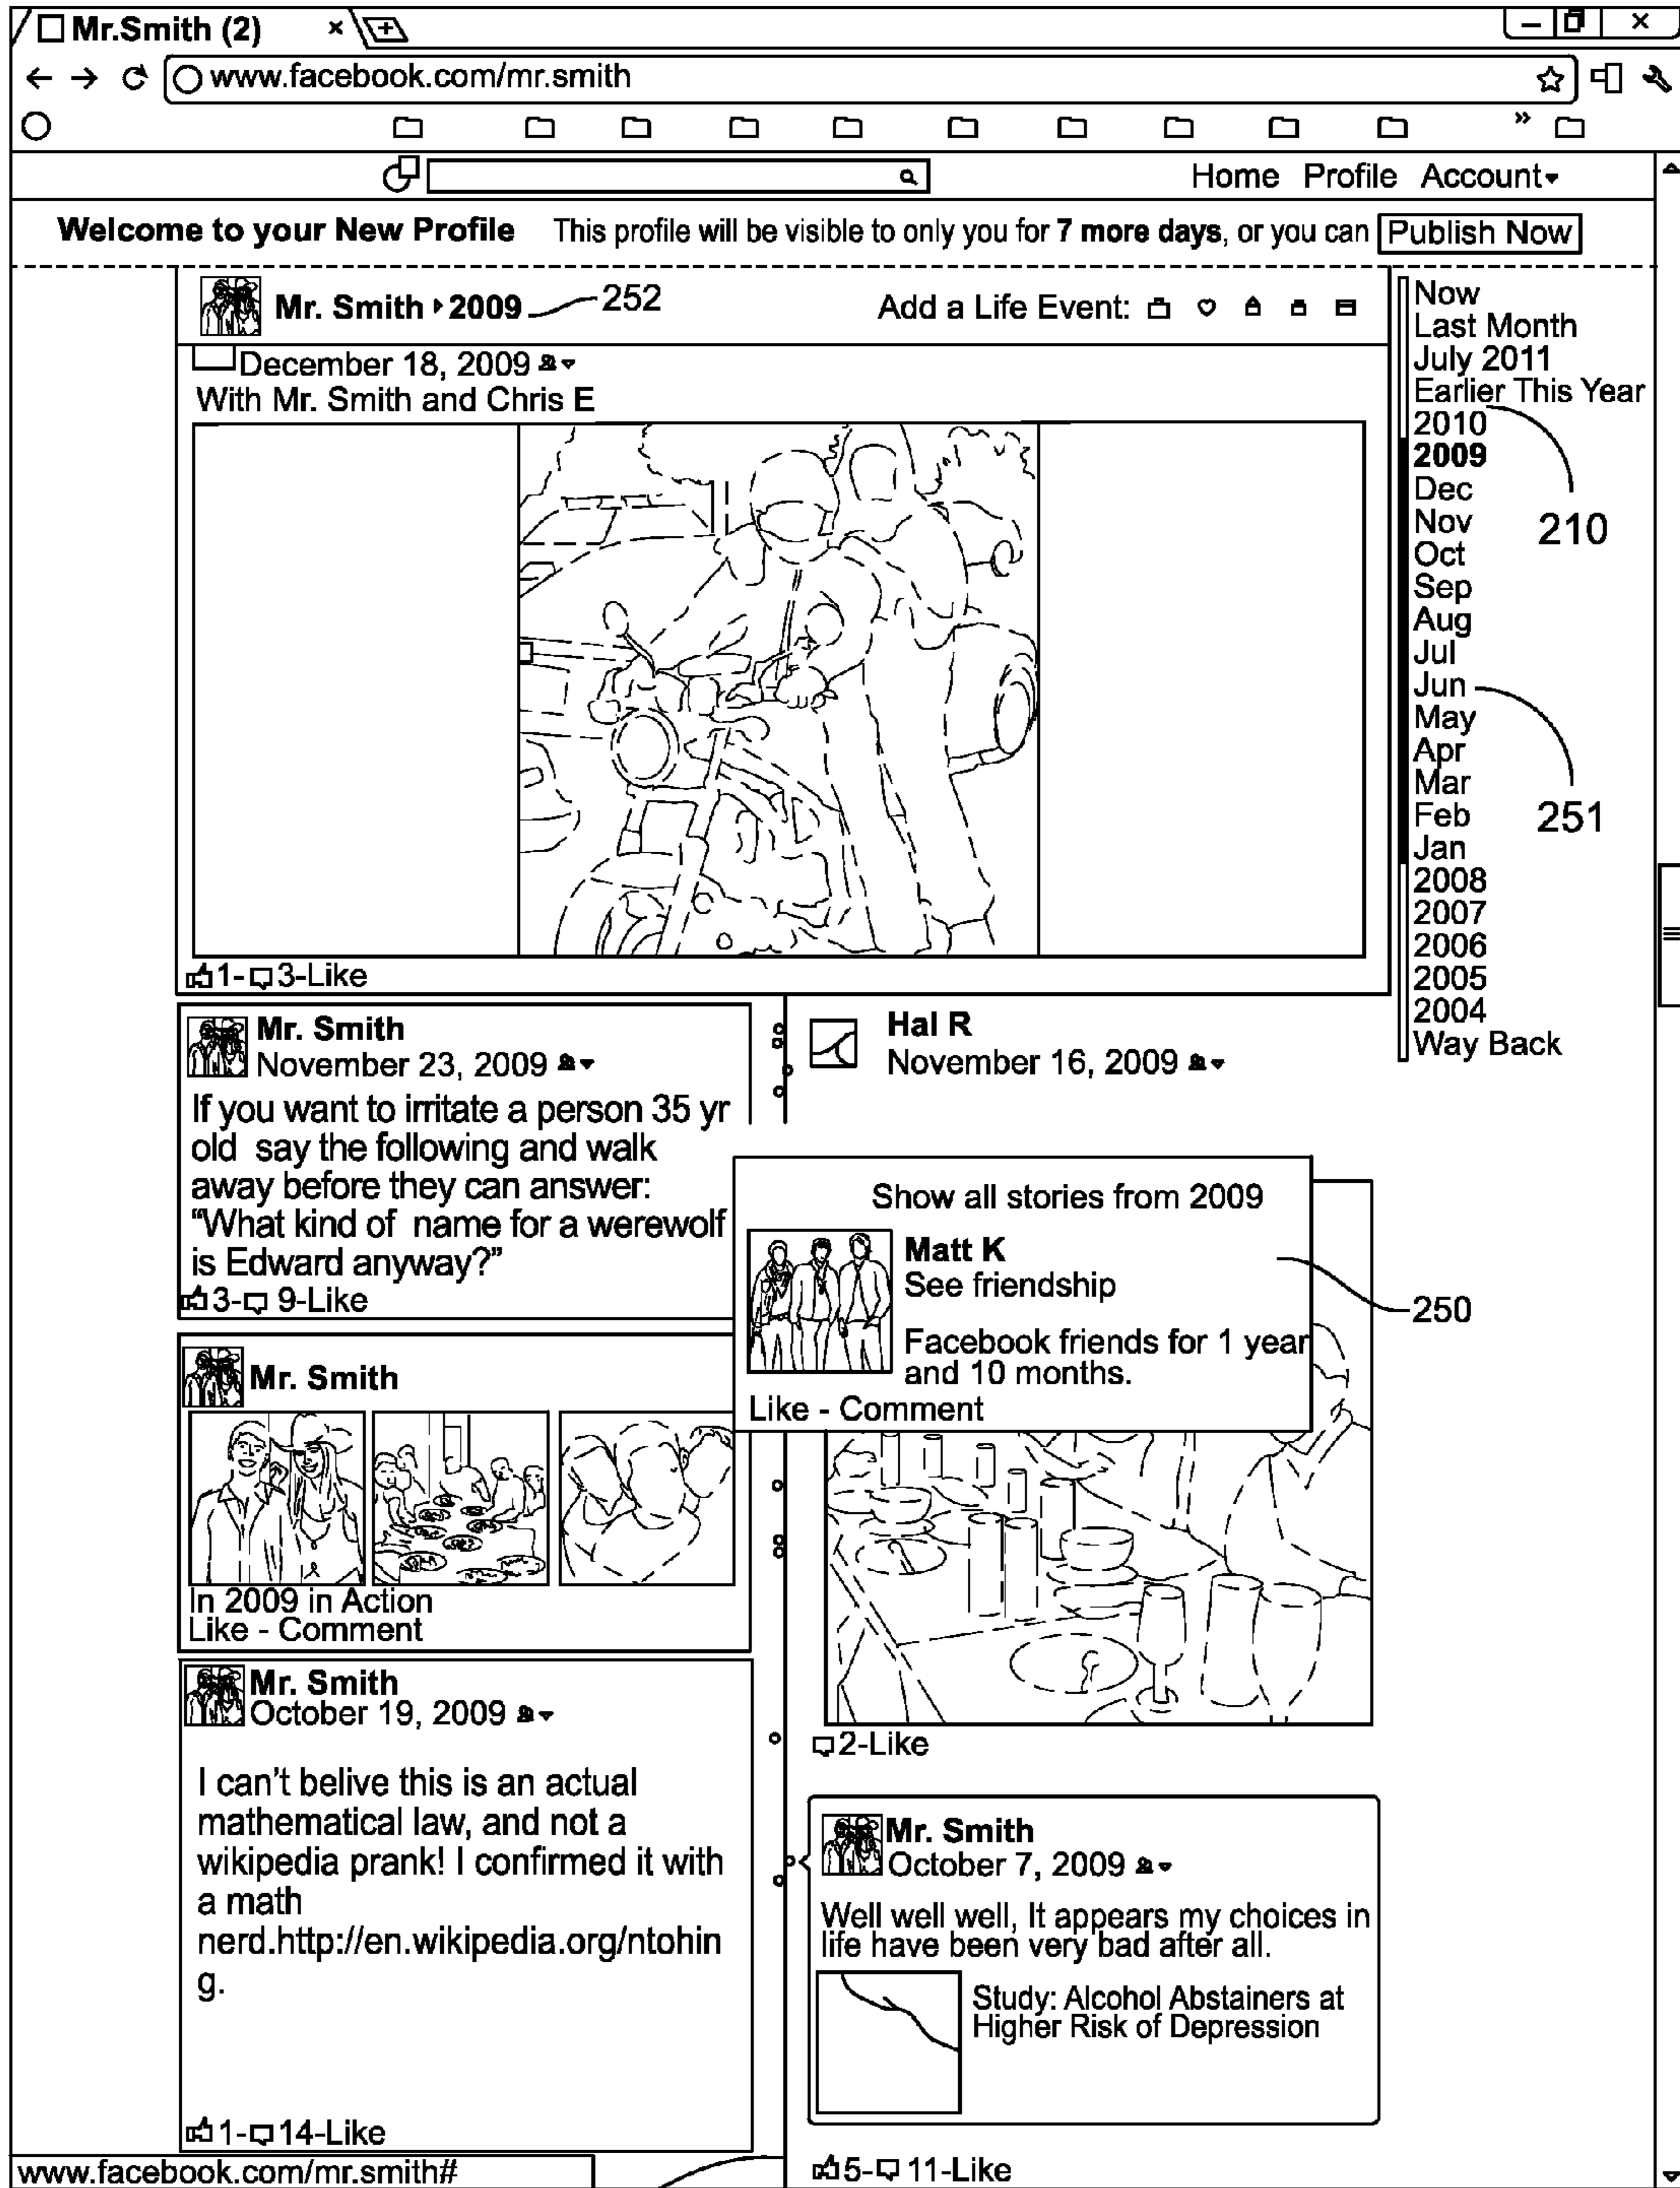 Mr.Smith (2)
www.facebook.com/mr.smith
Home Profile Account
Welcome to your New Profile This profile will be visible to only you for 7 more days, or you can Publish Now
Mr. Smith 2009 252 Add a Life Event:
December 18, 2009
With Mr. Smith and Chris E
1- 3-Like
Now
Last Month
July 2011
Earlier This Year
2010
2009
Dec
Nov
210
Oct
Sep
Aug
Jul
Jun
May
Apr
Mar
Feb
251
Jan
2008
2007
2006
2005
2004
Way Back
Mr. Smith
November 23, 2009
If you want to irritate a person 35 yr
old say the following and walk
away before they can answer:
“What kind of name for a werewolf
is Edward anyway?”
3- 9-Like
Hal R
November 16, 2009
Show all stories from 2009
Matt K
See friendship
Facebook friends for 1 year
and 10 months.
Like - Comment
250
Mr. Smith
In 2009 in Action
Like - Comment
2-Like
Mr. Smith
October 19, 2009
I can't belive this is an actual
mathematical law, and not a
wikipedia prank! I confirmed it with
a math
nerd.http://en.wikipedia.org/ntohin
g.
1- 14-Like
Mr. Smith
October 7, 2009
Well well well, It appears my choices in
life have been very bad after all.
Study: Alcohol Abstainers at
Higher Risk of Depression
5- 11-Like
www.facebook.com/mr.smith#